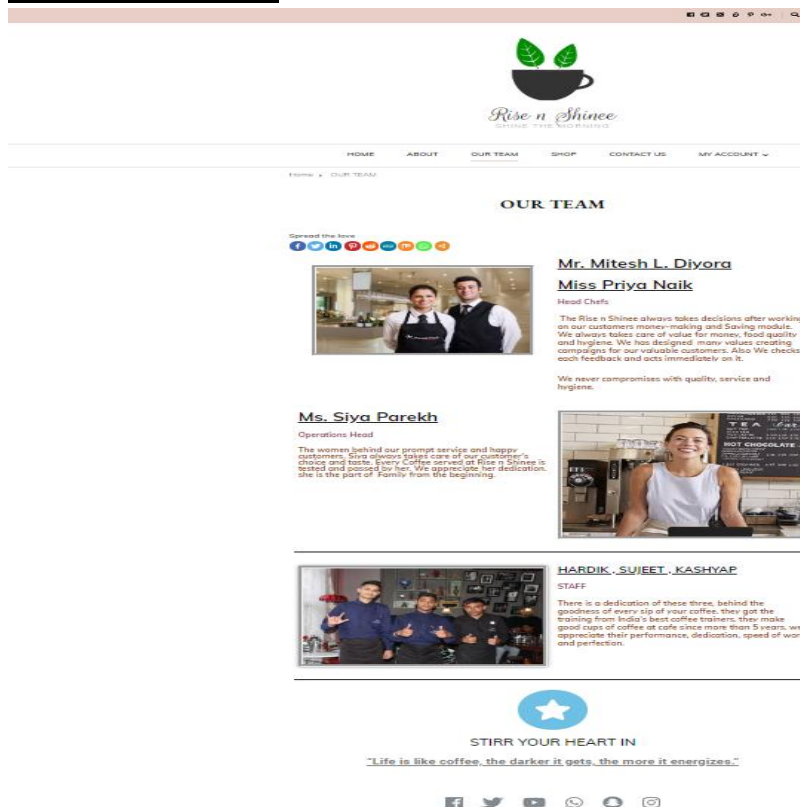 Rise n Shinee
SHINE THE MORNING
HOME ABOUT OUR TEAM SHOP CONTACT US MY ACCOUNT
Home OUR TEAM
OUR TEAM
Spread the love
Mr. Mitesh L. Diyora
Miss Priya Naik
Head Chefs
The Rise n Shinee always takes decisions after working
on our customers money-making and Saving module.
We always takes care of value for money, food quality
and hygiene. We has designed many values creating
campaigns for our valuable customers. Also We checks
each feedback and acts immediately on it.
We never compromises with quality, service and
hygiene.
Ms. Siya Parekh
Operations Head
The women behind our prompt service and happy
customers, Siya always takes care of our customer's
choice and taste. Every Coffee served at Rise n Shinee is
tested and passed by her. We appreciate her dedication.
she is the part of Family from the beginning.
TEA
HOT CHOCOLATE
HARDIK , SUJEET , KASHYAP
STAFF
There is a dedication of these three, behind the
goodness of every sip of your coffee, they got the
training from India's best coffee trainers, they make
good cups of coffee at cafe since more than 5 years, we
appreciate their performance, dedication, speed of wor
and perfection.
STIRR YOUR HEART IN
"Life is like coffee, the darker it gets, the more it energizes."